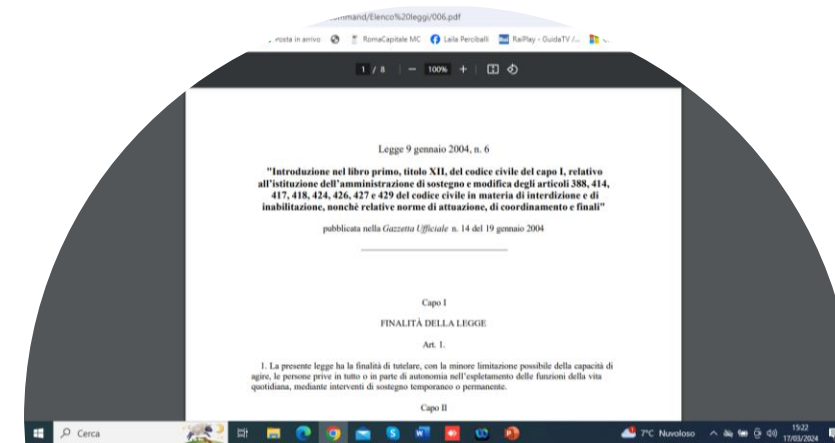 mmand/Elenco%20leggi/006.pdf
posta in arrivo RomaCapitale MC Laila Perciballi RaiPlay - GuidaTV /...
1 / 8 — 100% +
Legge 9 gennaio 2004, n. 6
"Introduzione nel libro primo, titolo XII, del codice civile del capo I, relativo
all'istituzione dell'amministrazione di sostegno e modifica degli articoli 388, 414,
417, 418, 424, 426, 427 e 429 del codice civile in materia di interdizione e di
inabilitazione, nonchè relative norme di attuazione, di coordinamento e finali"
pubblicata nella Gazzetta Ufficiale n. 14 del 19 gennaio 2004
Capo I
FINALITÀ DELLA LEGGE
Art. 1.
1. La presente legge ha la finalità di tutelare, con la minore limitazione possibile della capacità di
agire, le persone prive in tutto o in parte di autonomia nell'espletamento delle funzioni della vita
quotidiana, mediante interventi di sostegno temporaneo o permanente.
Capo II
Cerca 7°C Nuvoloso 15:22
17/03/2024